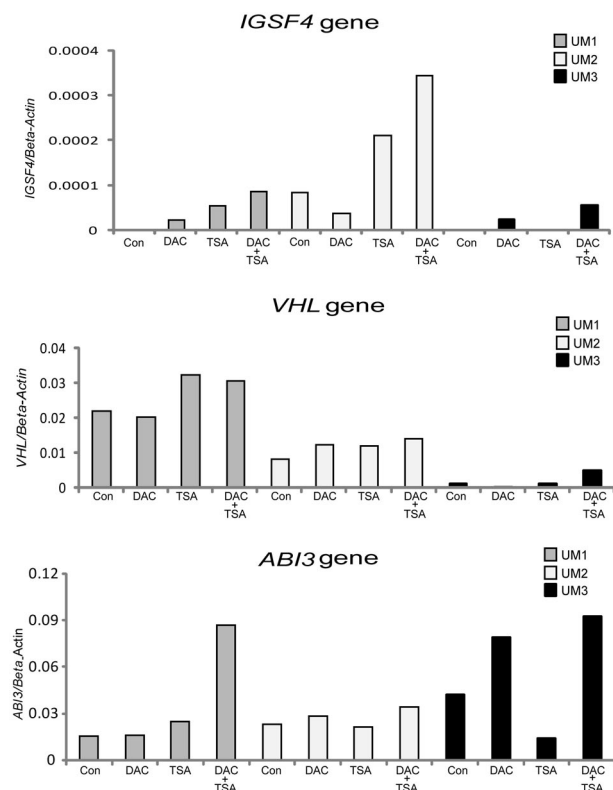 IGSF4 gene
UM1
UM2
UM3
IGSF4/Beta-Actin
0.0004
0.0003
0.0002
0.0001
0
Con DAC TSA DAC + TSA Con DAC TSA DAC + TSA Con DAC TSA DAC + TSA
VHL gene
UM1
UM2
UM3
VHL/Beta-Actin
0.04
0.03
0.02
0.01
0
Con DAC TSA DAC + TSA Con DAC TSA DAC + TSA Con DAC TSA DAC + TSA
ABI3 gene
UM1
UM2
UM3
ABI3/Beta.Actin
0.12
0.09
0.06
0.03
0
Con DAC TSA DAC + TSA Con DAC TSA DAC + TSA Con DAC TSA DAC + TSA